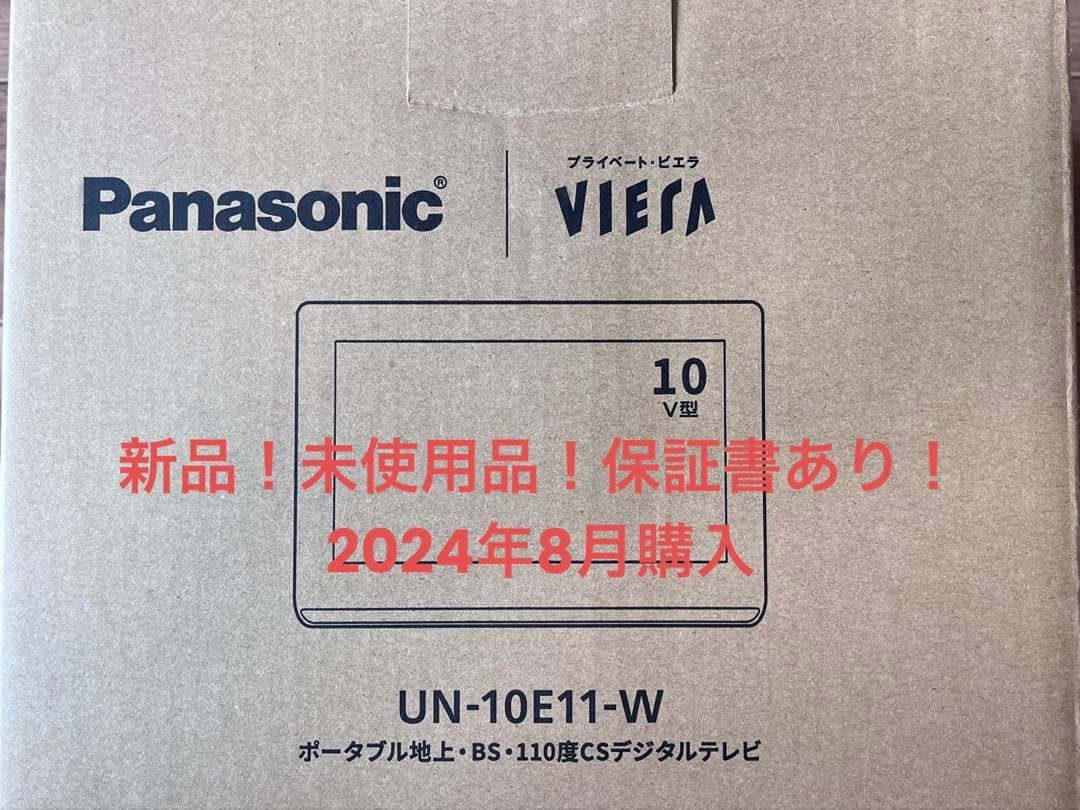 Panasonic®
プライベート・ビエラ
VIERA
10
V型
新品！未使用品！保証書あり！
2024年8月購入
UN-10E11-W
ポータブル地上・BS・110度CSデジタルテレビ